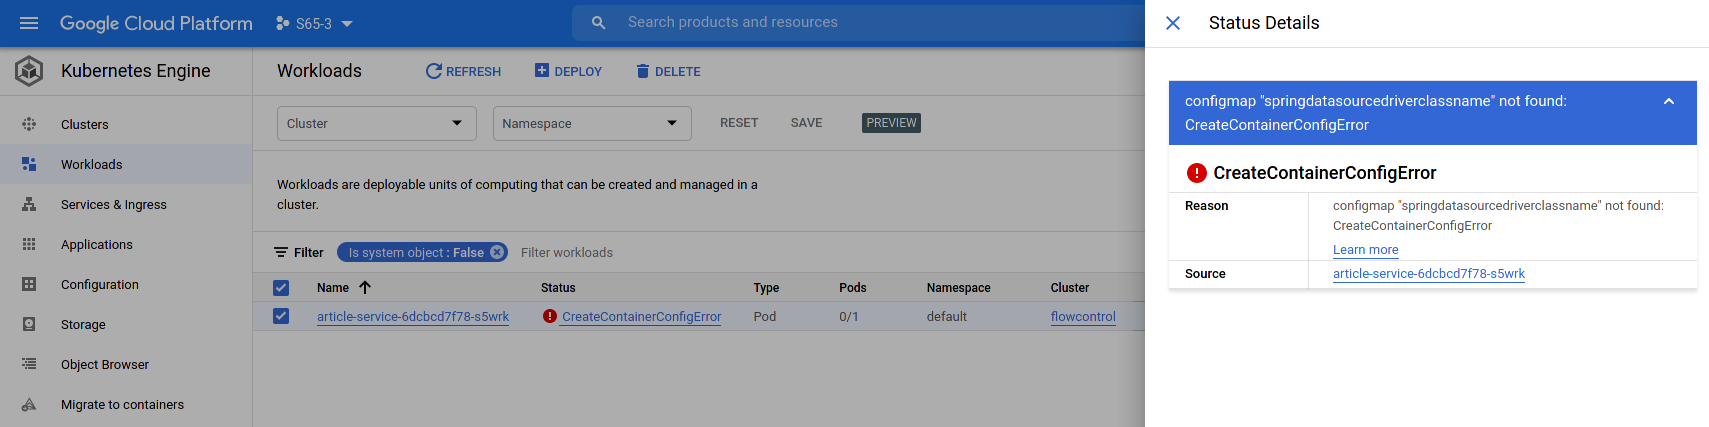 Google Cloud Platform
S65-3
Search products and resources
Status Details
Kubernetes Engine
Workloads
REFRESH
DEPLOY
DELETE
Clusters
Workloads
Services & Ingress
Applications
Configuration
Storage
Object Browser
Migrate to containers
Cluster
Namespace
RESET
SAVE
PREVIEW
Workloads are deployable units of computing that can be created and managed in a
cluster.
Filter
Is system object : False
Filter workloads
Name Status Type Pods Namespace Cluster
article-service-6dcbcd7f78-s5wrk CreateContainerConfigError Pod 0/1 default flowcontrol
configmap "springdatasourcedriverclassname" not found:
CreateContainerConfigError
CreateContainerConfigError
Reason
configmap "springdatasourcedriverclassname" not found:
CreateContainerConfigError
Learn more
Source
article-service-6dcbcd7f78-s5wrk